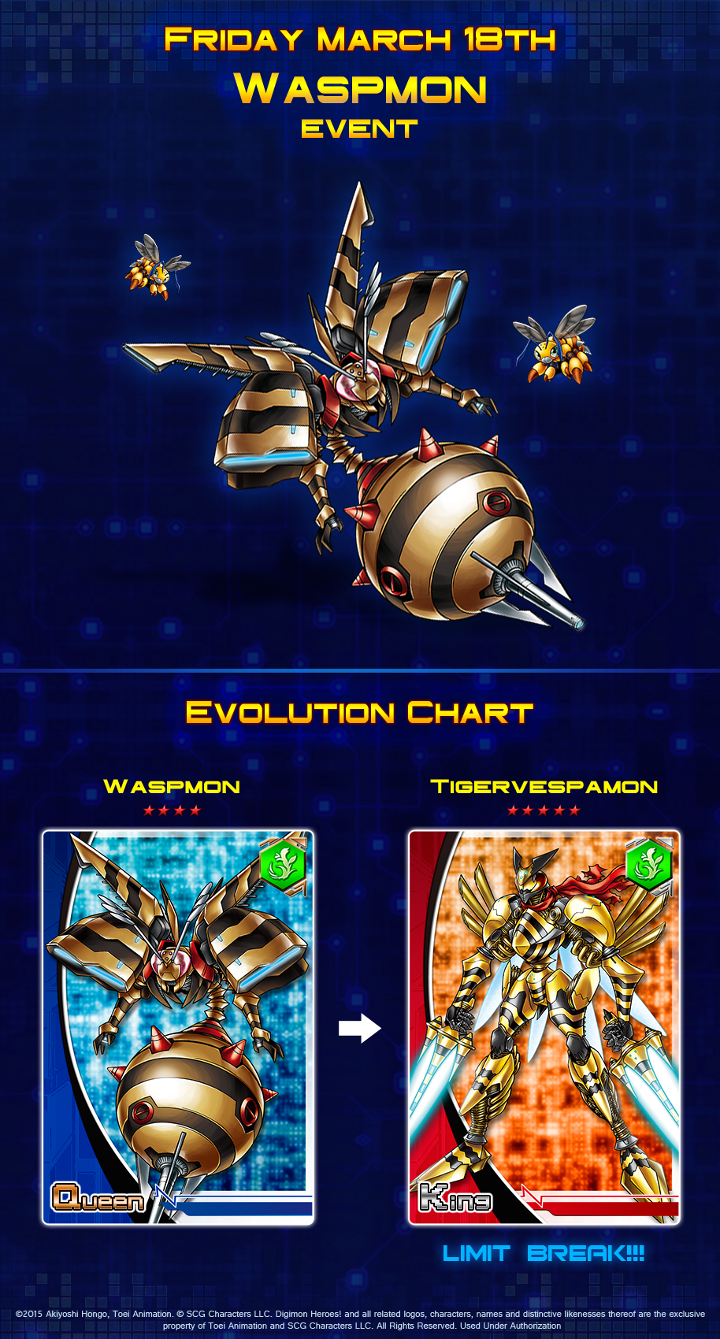 Friday March 18th
Waspmon
event
Evolution Chart
Waspmon
Tigervespamon
Queen
King
LIMIT BREAK!!!
©2015 Akiyoshi Hongo, Toei Animation. © SCG Characters LLC. Digimon Heroes! and all related logos, characters, names and distinctive likenesses thereof are the exclusive
property of Toei Animation and SCG Characters LLC. All Rights Reserved. Used Under Authorization